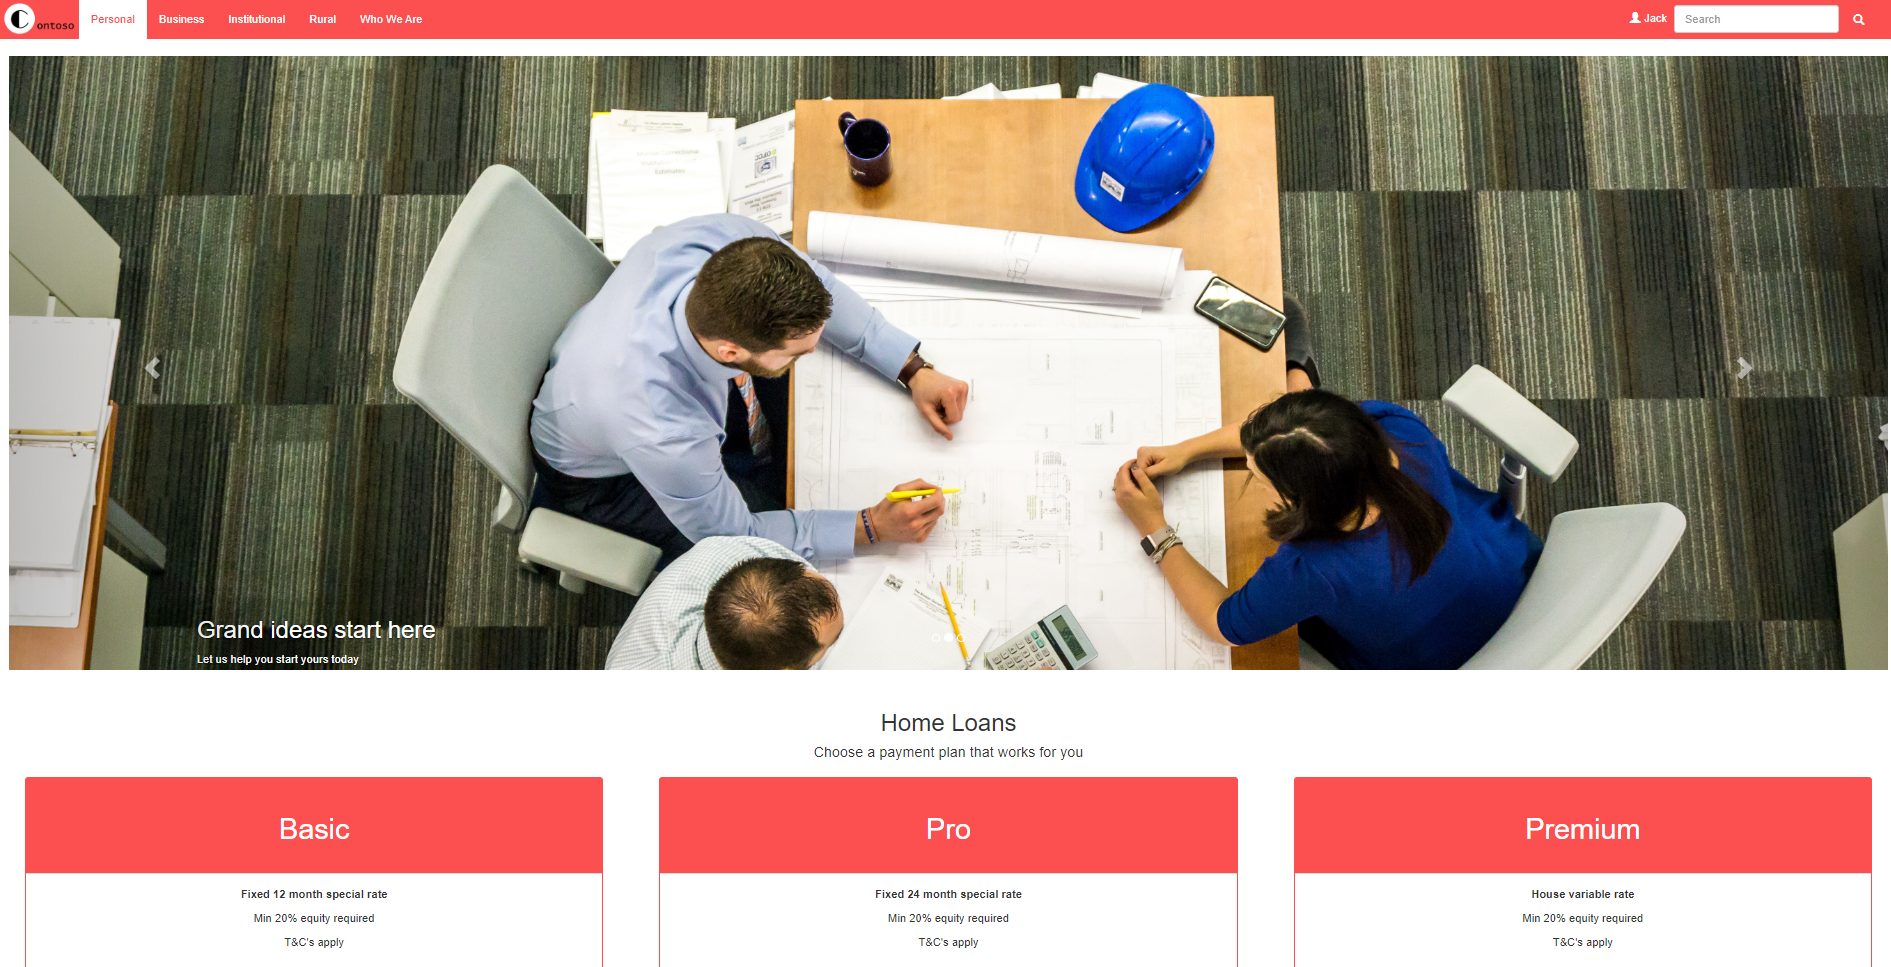 ontoso
Personal
Business
Institutional
Rural
Who We Are
Jack
Search
Grand ideas start here
Let us help you start yours today
Home Loans
Choose a payment plan that works for you
Basic
Fixed 12 month special rate
Min 20% equity required
T&C's apply
Pro
Fixed 24 month special rate
Min 20% equity required
T&C's apply
Premium
House variable rate
Min 20% equity required
T&C's apply